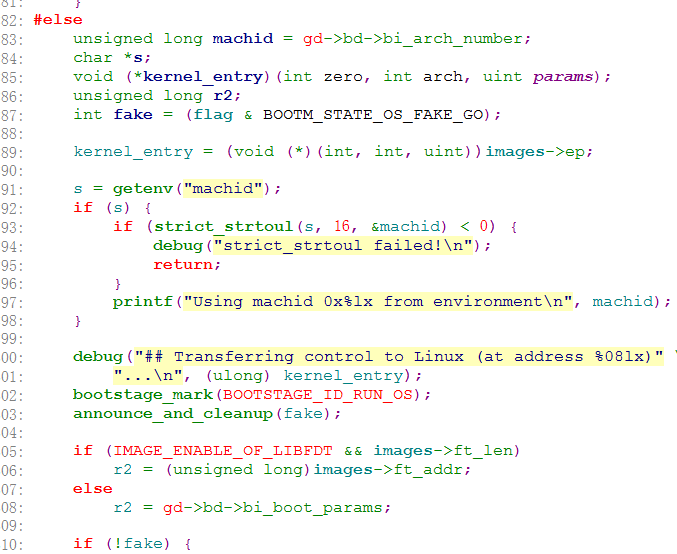 81:     }
82: #else
83:     unsigned long machid = gd->bd->bi_arch_number;
84:     char *s;
85:     void (*kernel_entry)(int zero, int arch, uint params);
86:     unsigned long r2;
87:     int fake = (flag & BOOTM_STATE_OS_FAKE_GO);
88:
89:     kernel_entry = (void (*)(int, int, uint))images->ep;
90:
91:     s = getenv("machid");
92:     if (s) {
93:         if (strict_strtoul(s, 16, &machid) < 0) {
94:             debug("strict_strtoul failed!\n");
95:             return;
96:         }
97:         printf("Using machid 0x%lx from environment\n", machid);
98:     }
99:
00:     debug("## Transferring control to Linux (at address %08lx)" \
01:         "...\n", (ulong) kernel_entry);
02:     bootstage_mark(BOOTSTAGE_ID_RUN_OS);
03:     announce_and_cleanup(fake);
04:
05:     if (IMAGE_ENABLE_OF_LIBFDT && images->ft_len)
06:         r2 = (unsigned long)images->ft_addr;
07:     else
08:         r2 = gd->bd->bi_boot_params;
09:
10:     if (!fake) {